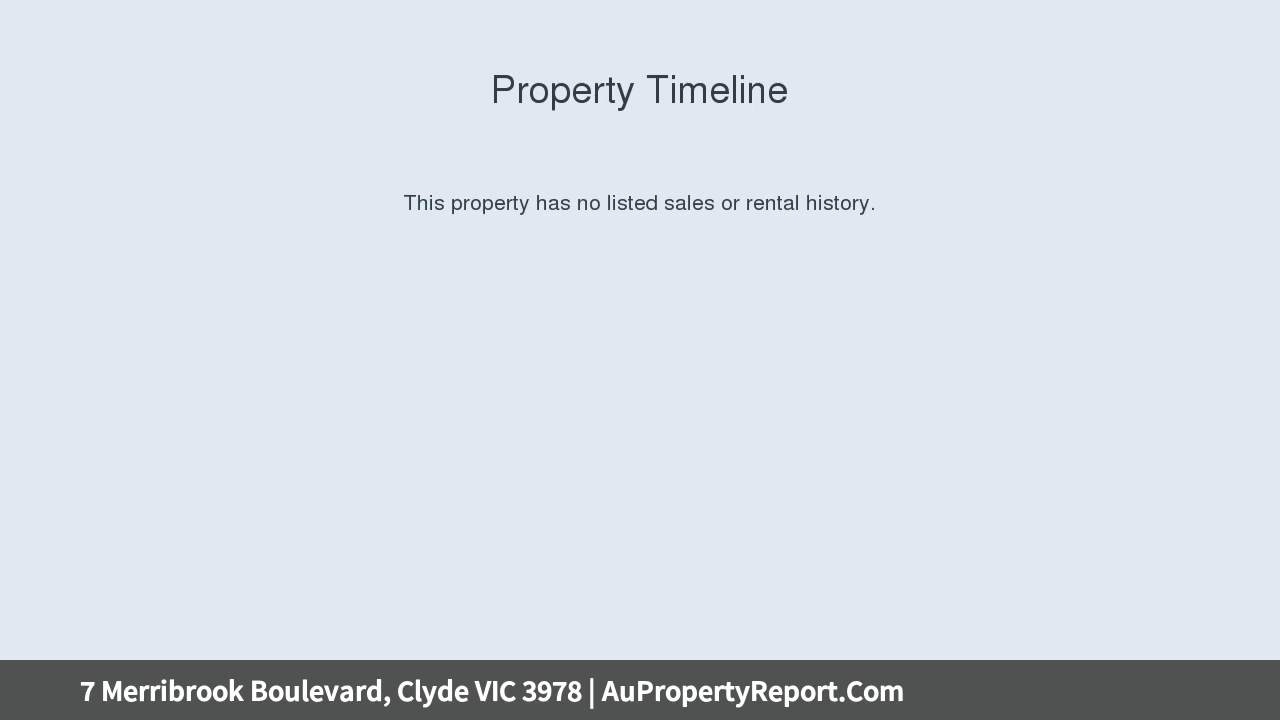 Property Timeline
This property has no listed sales or rental history.
7 Merribrook Boulevard, Clyde VIC 3978 | AuPropertyReport.Com